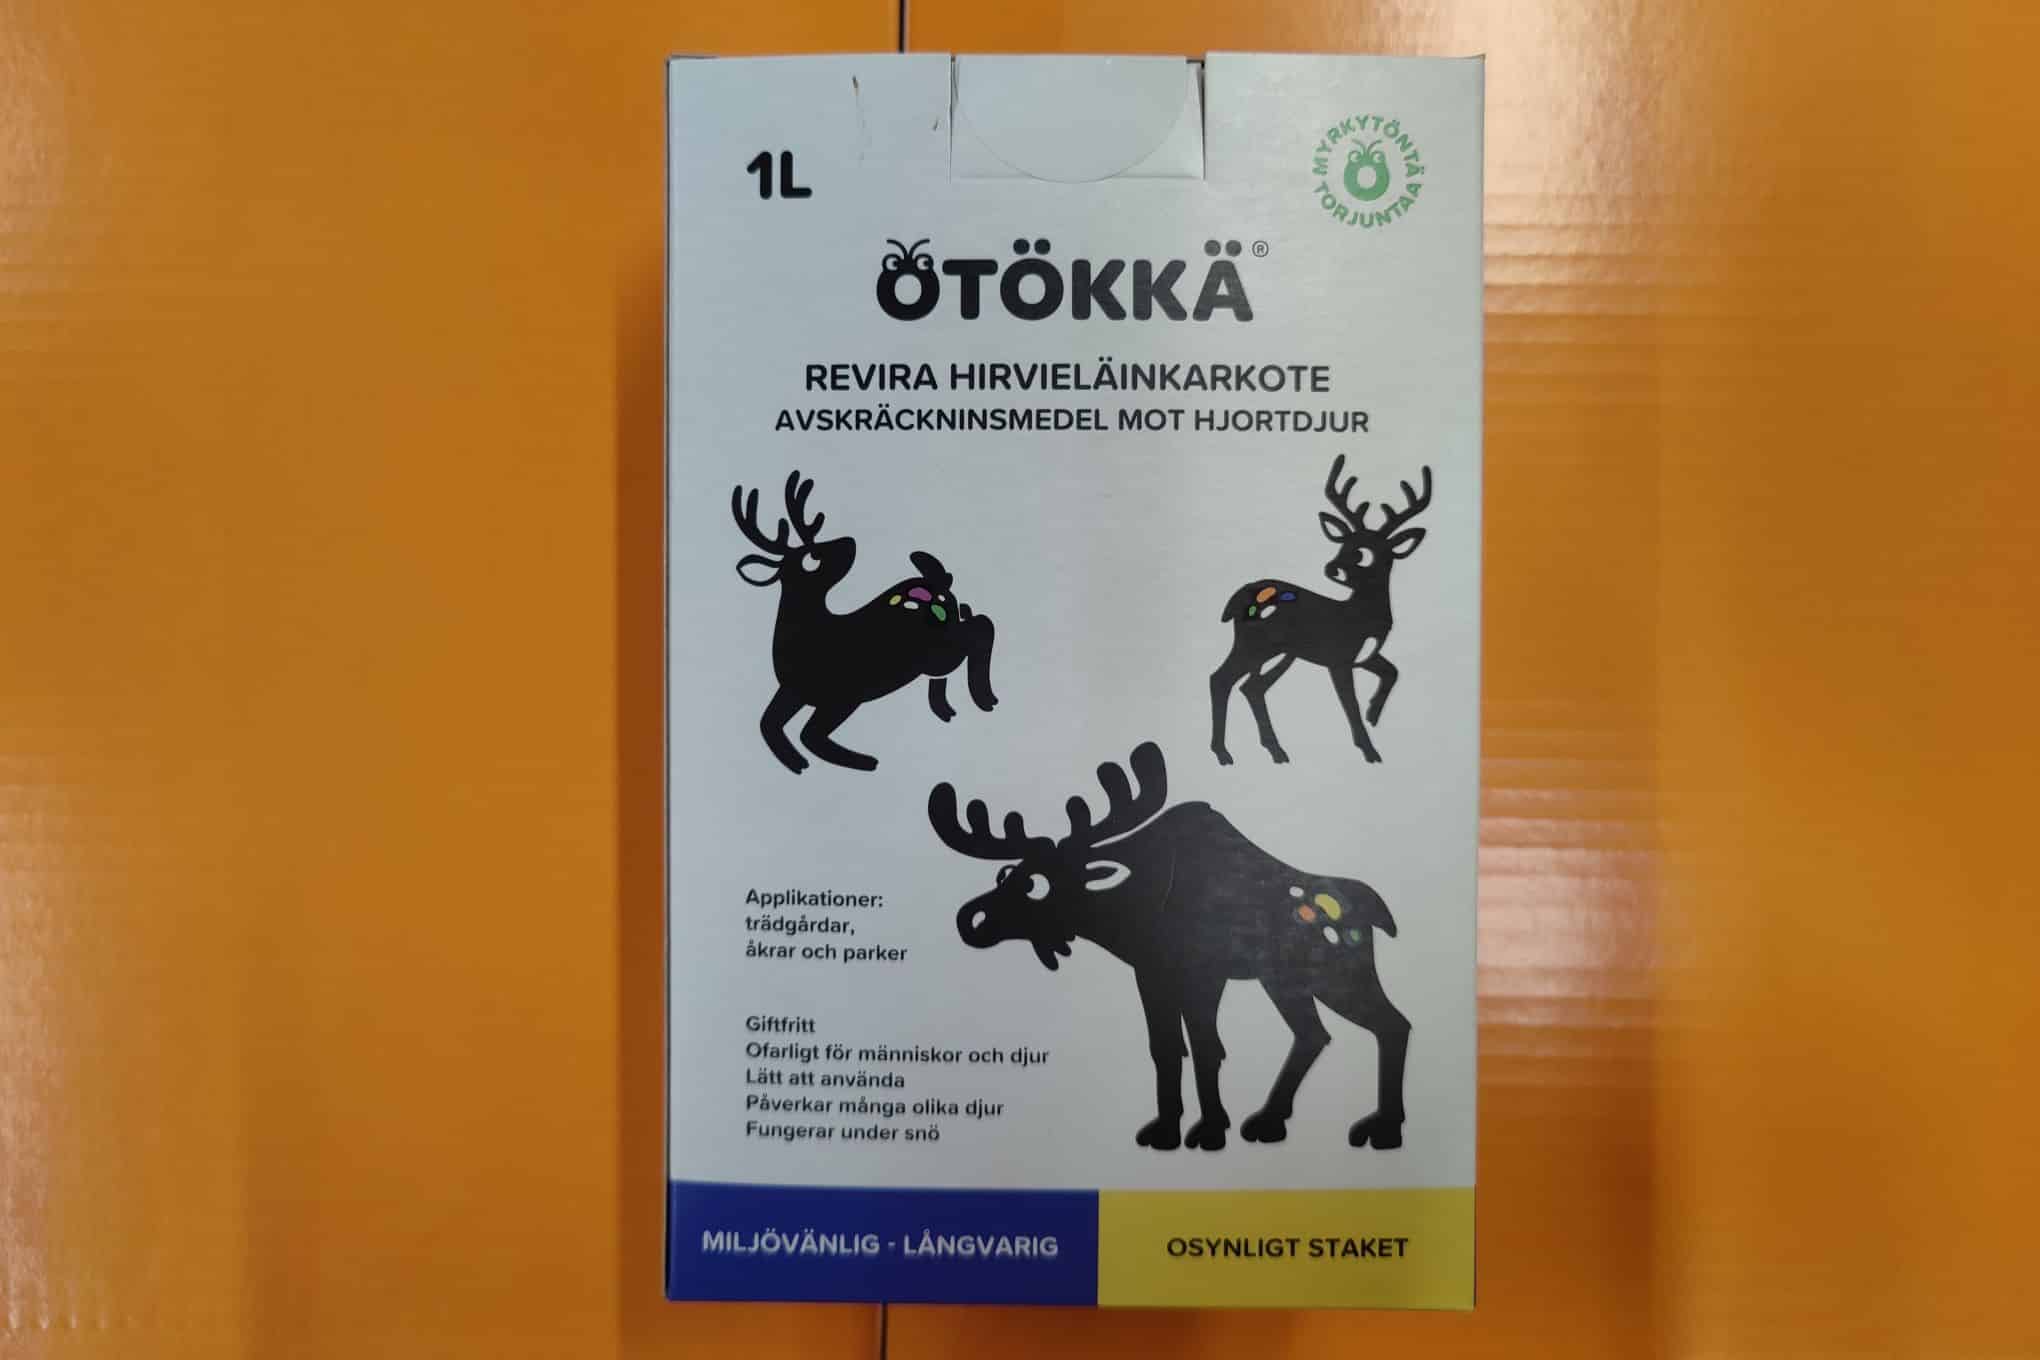 1L
MYRKYTÖNTÄ
TORJUNTAA
ÖTÖKKÄ®
REVIRA HIRVIELÄINKARKOTE
AVSKRÄCKNINSMEDEL MOT HJORTDJUR
Applikationer:
trädgårdar,
åkrar och parker
Giftfritt
Ofarligt för människor och djur
Lätt att använda
Påverkar många olika djur
Fungerar under snö
MILJÖVÄNLIG - LÅNGVARIG
OSYNLIGT STAKET